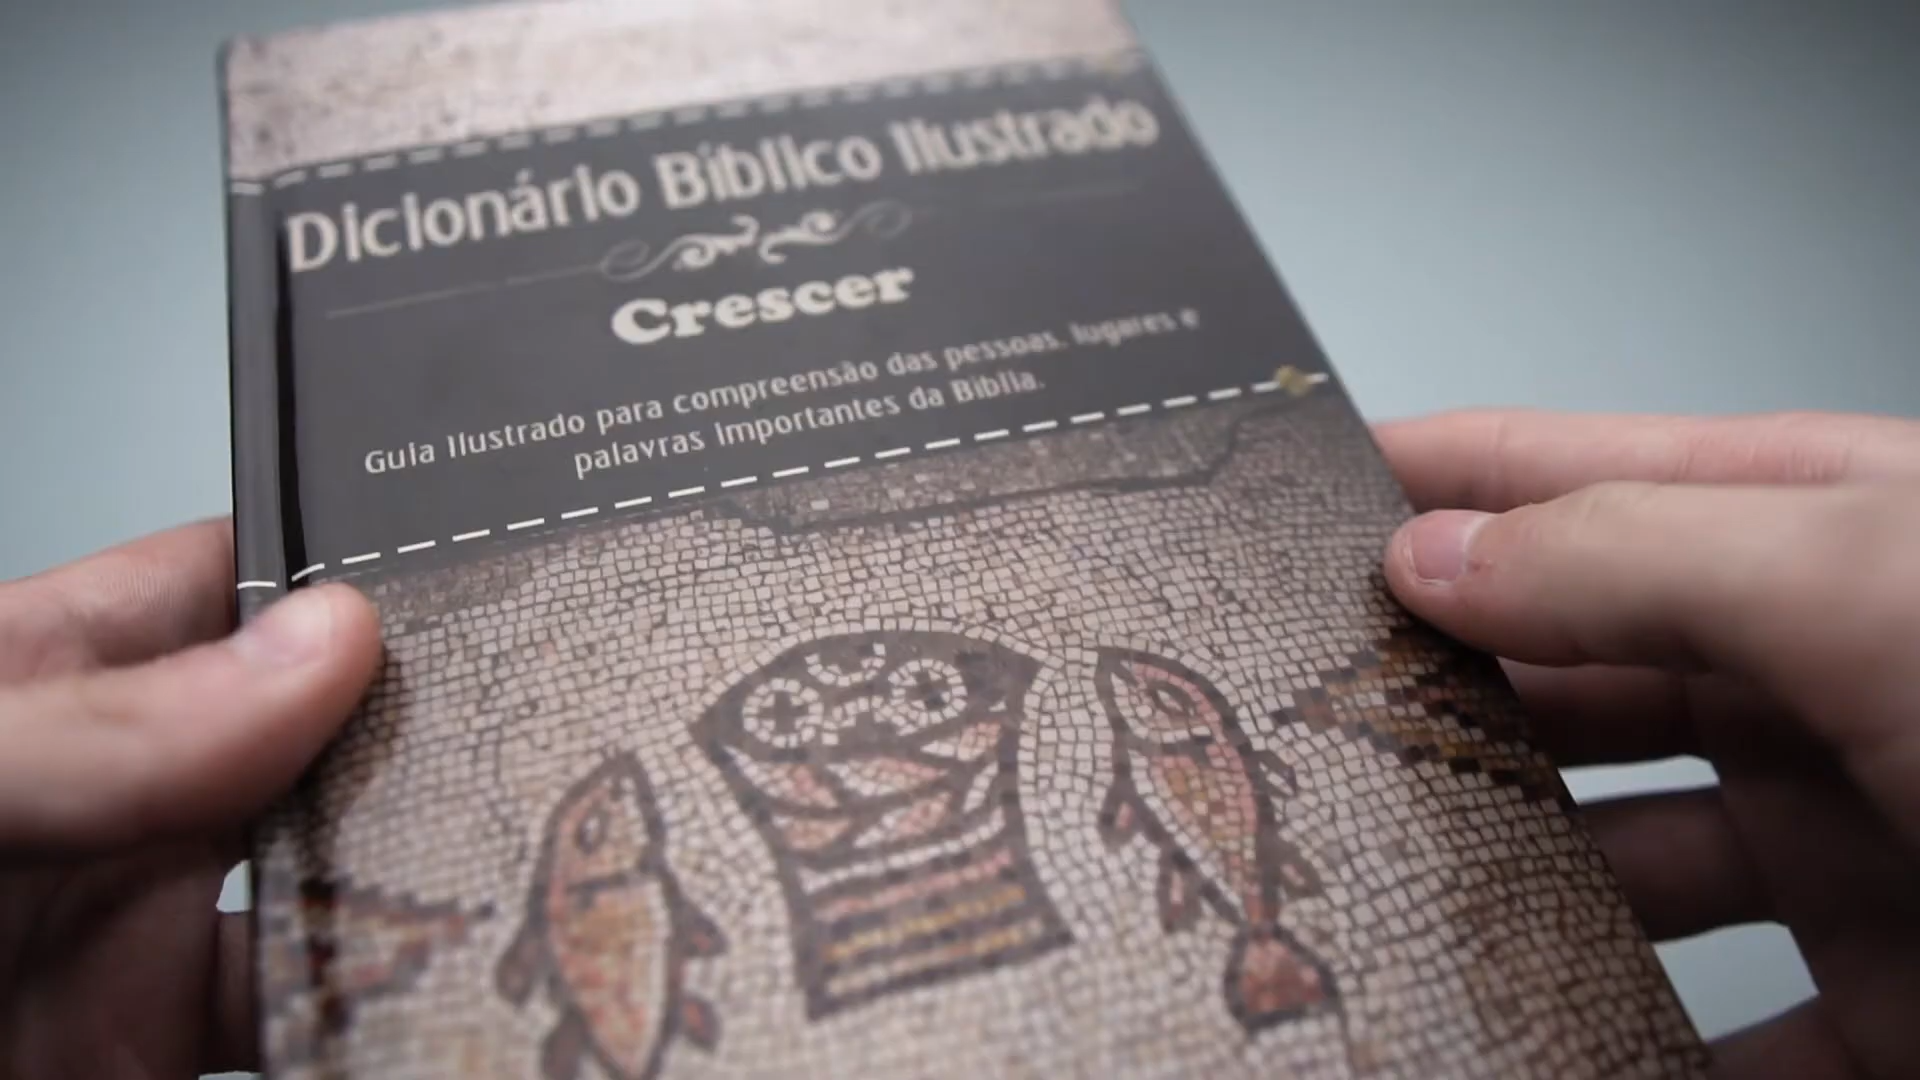 Dicionário Bíblico Ilustrado
Crescer
Guia Ilustrado para compreensão das pessoas, lugares e
palavras importantes da Bíblia.